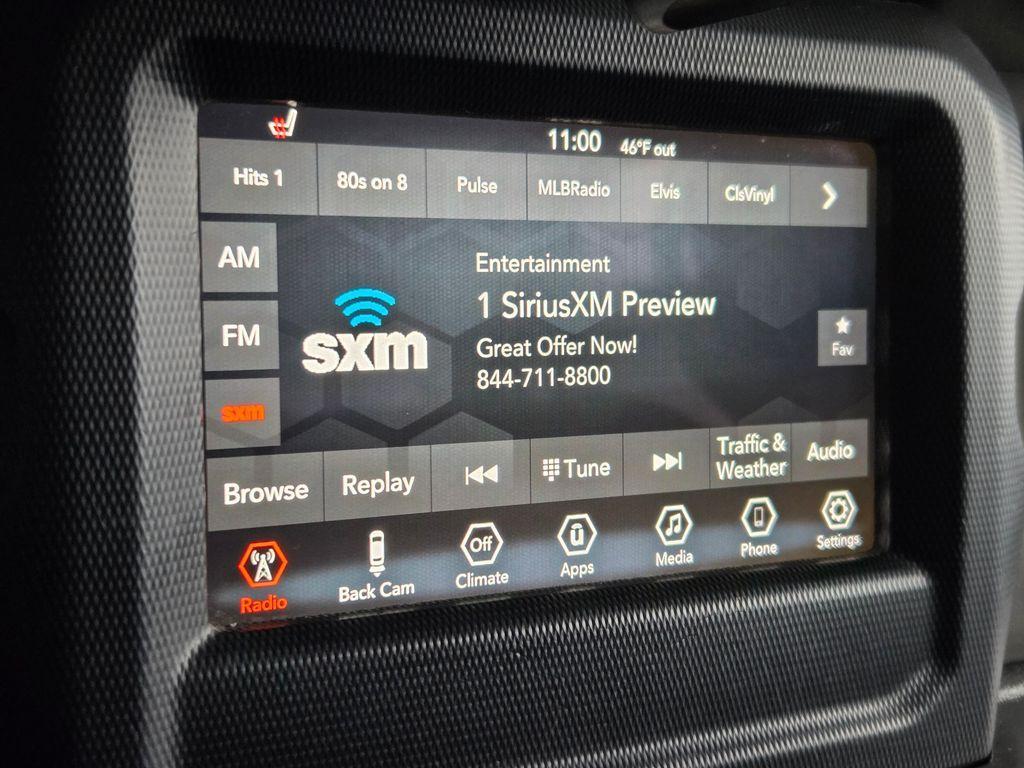 11:00 46°F out
Hits 1 80s on 8 Pulse MLBRadio Elvis ClsVinyl
AM
FM
sxm
sxm
Entertainment
1 SiriusXM Preview
Great Offer Now!
844-711-8800
Fav
Browse Replay Tune Traffic & Weather Audio
Radio Back Cam Off Climate Apps Media Phone Settings